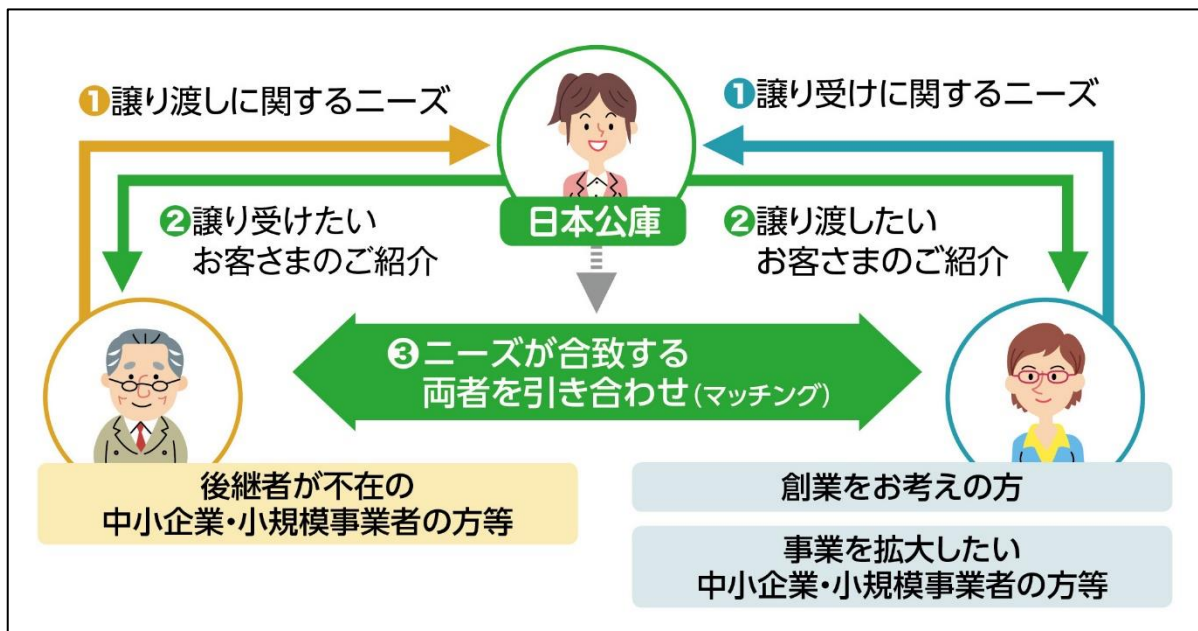 ❶譲り渡しに関するニーズ
❶譲り受けに関するニーズ
日本公庫
❷譲り受けたい
お客さまのご紹介
❷譲り渡したい
お客さまのご紹介
❸ニーズが合致する
両者を引き合わせ(マッチング)
後継者が不在の
中小企業・小規模事業者の方等
創業をお考えの方
事業を拡大したい
中小企業・小規模事業者の方等